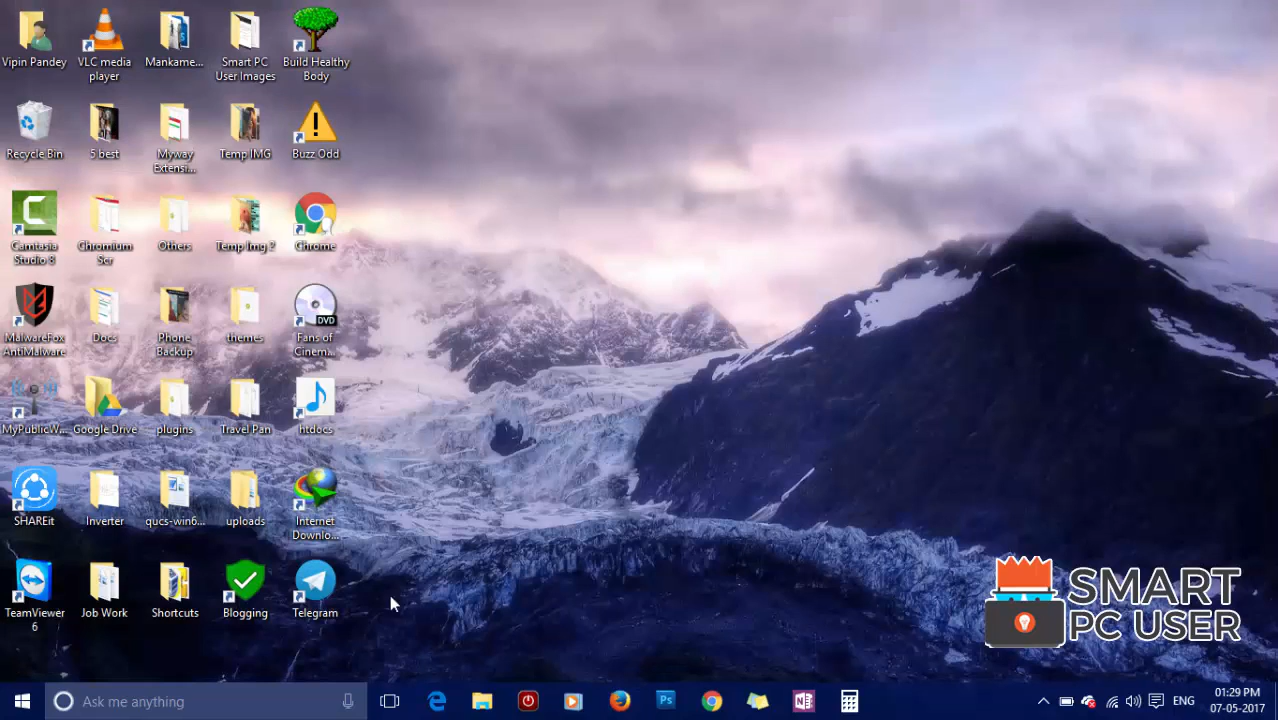 Vipin Pandey
VLC media player
Mankame...
Smart PC User Images
Build Healthy Body
Recycle Bin
5 best
Myway Extensi...
Temp IMG
Buzz Odd
Camtasia Studio 8
Chromium Scr
Others
Temp Img 2
Chrome
MalwareFox AntiMalware
Docs
Phone Backup
themes
DVD
Fans of Cinem...
MyPublicW...
Google Drive
plugins
Travel Pan
htdocs
SHAREit
Inverter
qucs-win6...
uploads
Internet Downlo...
TeamViewer 6
Job Work
Shortcuts
Blogging
Telegram
SMART
PC USER
Ask me anything
Ps
N
ENG
01:29 PM
07-05-2017